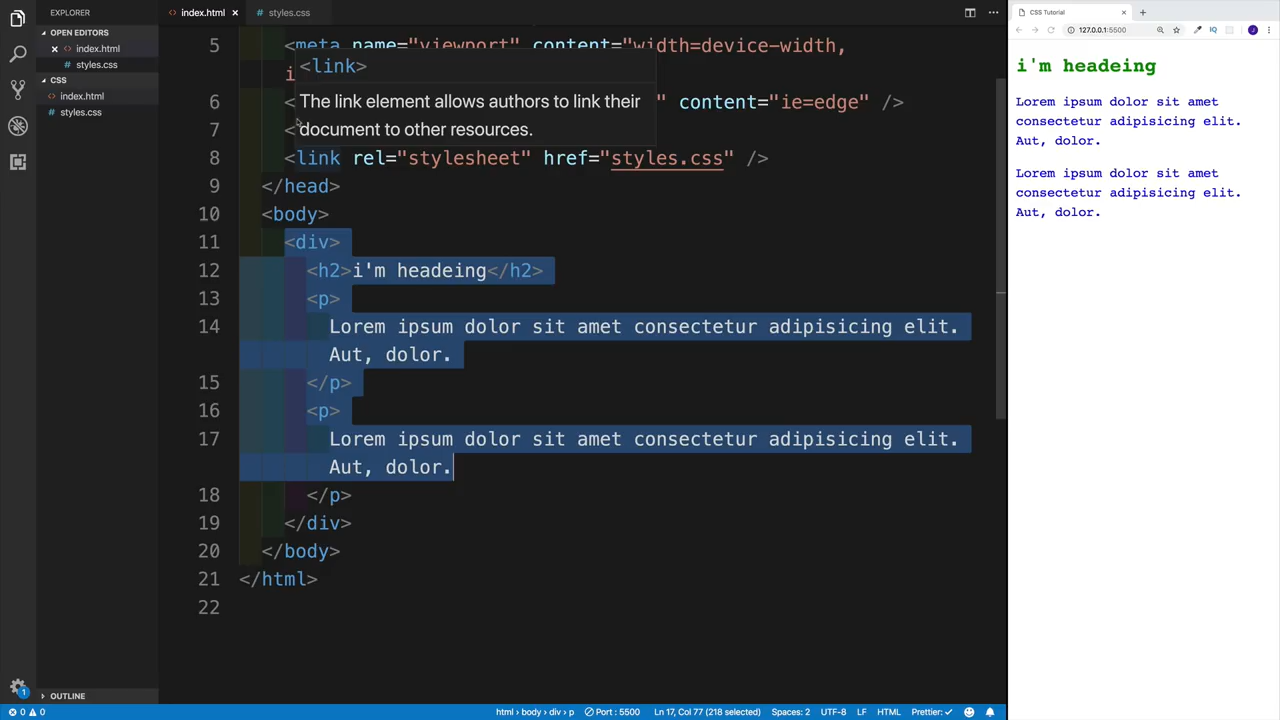 EXPLORER
OPEN EDITORS
index.html
styles.css
CSS
index.html
styles.css
OUTLINE
index.html
styles.css
5 <meta name="viewport" content="width=device-width,
i
<link>
The link element allows authors to link their
document to other resources.
6 < " content="ie=edge" />
7 <
8 <link rel="stylesheet" href="styles.css" />
9 </head>
10 <body>
11 <div>
12 <h2>i'm headeing</h2>
13 <p>
14 Lorem ipsum dolor sit amet consectetur adipisicing elit.
Aut, dolor.
15 </p>
16 <p>
17 Lorem ipsum dolor sit amet consectetur adipisicing elit.
Aut, dolor.
18 </p>
19 </div>
20 </body>
21 </html>
22
1
0 0
html › body › div › p
Port : 5500
Ln 17, Col 77 (218 selected)
Spaces: 2
UTF-8
LF
HTML
Prettier: ✓
CSS Tutorial
127.0.0.1:5500
i'm headeing
Lorem ipsum dolor sit amet
consectetur adipisicing elit.
Aut, dolor.
Lorem ipsum dolor sit amet
consectetur adipisicing elit.
Aut, dolor.